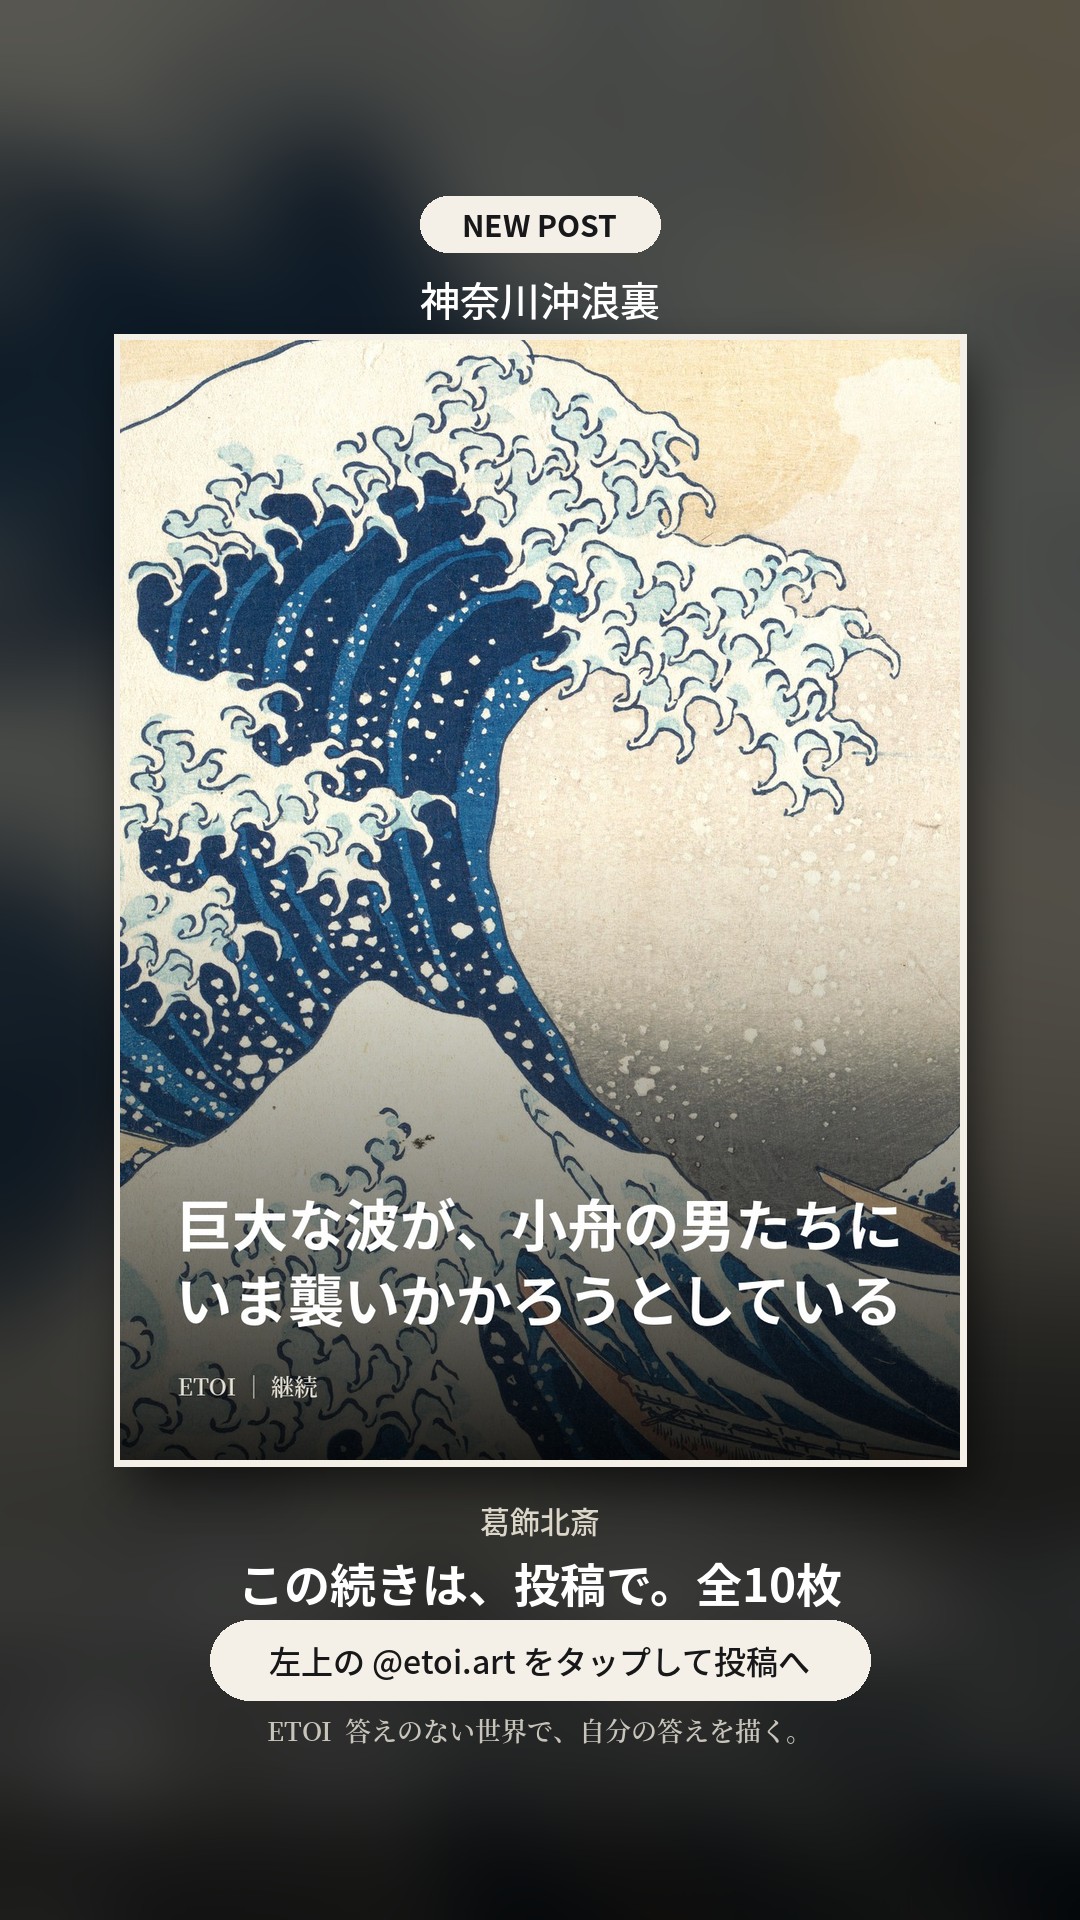 NEW POST
神奈川沖浪裏
巨大な波が、小舟の男たちに
いま襲いかかろうとしている
ETOI｜継続
葛飾北斎
この続きは、投稿で。全10枚
左上の @etoi.art をタップして投稿へ
ETOI 答えのない世界で、自分の答えを描く。